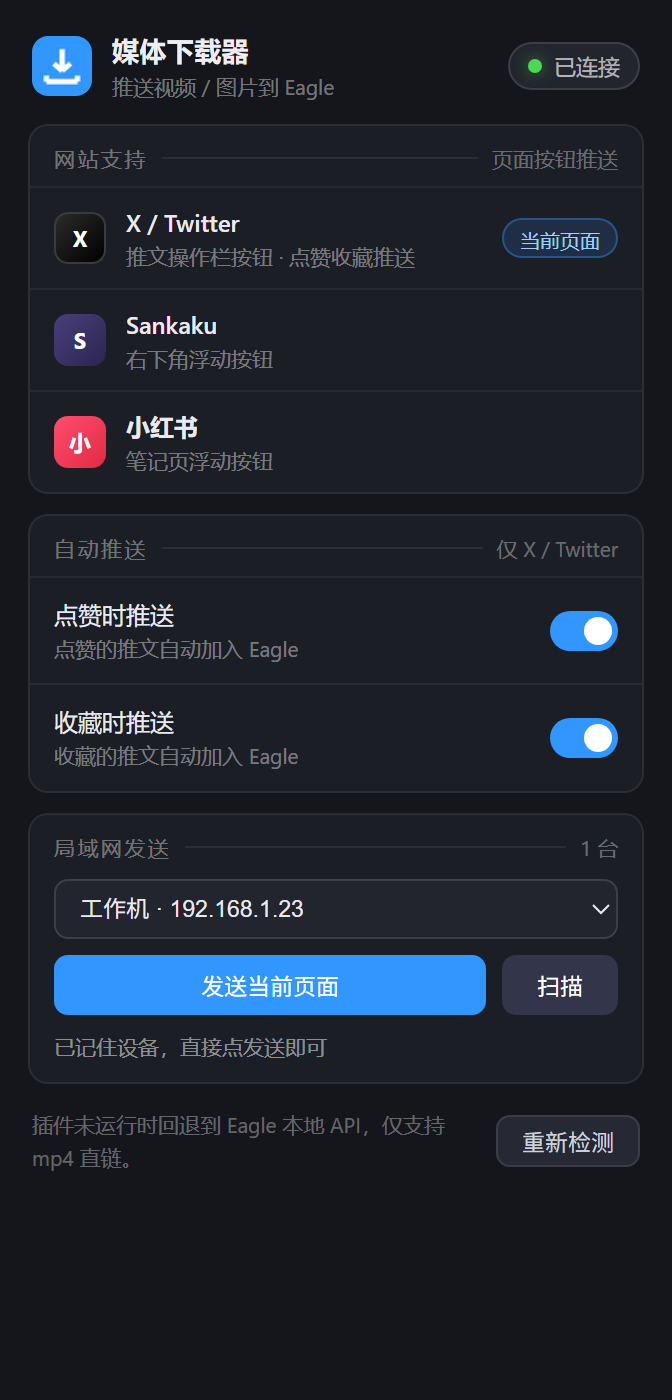 媒体下载器
推送视频 / 图片到 Eagle
已连接
网站支持
页面按钮推送
X
X / Twitter
推文操作栏按钮 · 点赞收藏推送
当前页面
S
Sankaku
右下角浮动按钮
小
小红书
笔记页浮动按钮
自动推送
仅 X / Twitter
点赞时推送
点赞的推文自动加入 Eagle
收藏时推送
收藏的推文自动加入 Eagle
局域网发送
1 台
工作机 · 192.168.1.23
发送当前页面
扫描
已记住设备，直接点发送即可
插件未运行时回退到 Eagle 本地 API，仅支持
mp4 直链。
重新检测